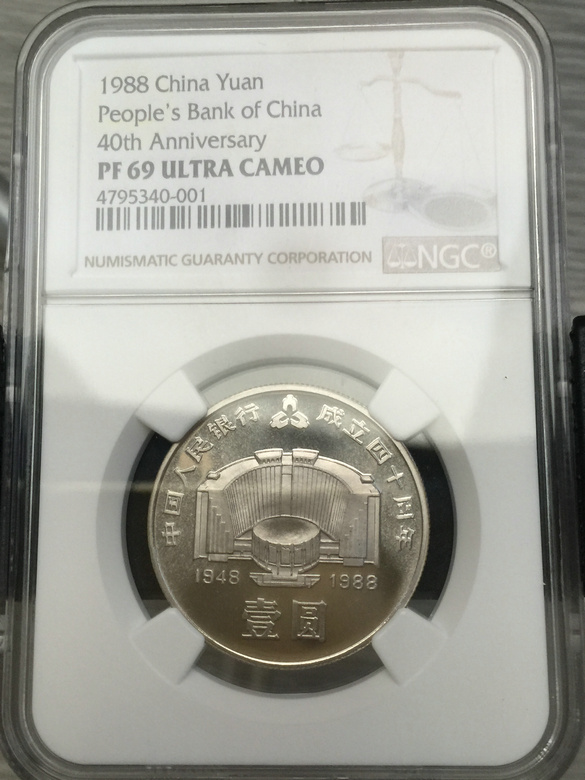 1988 China Yuan
People's Bank of China
40th Anniversary
PF 69 ULTRA CAMEO
4795340-001
NUMISMATIC GUARANTY CORPORATION
NGC®
中国人民银行 成立四十周年
1948 1988
壹圆